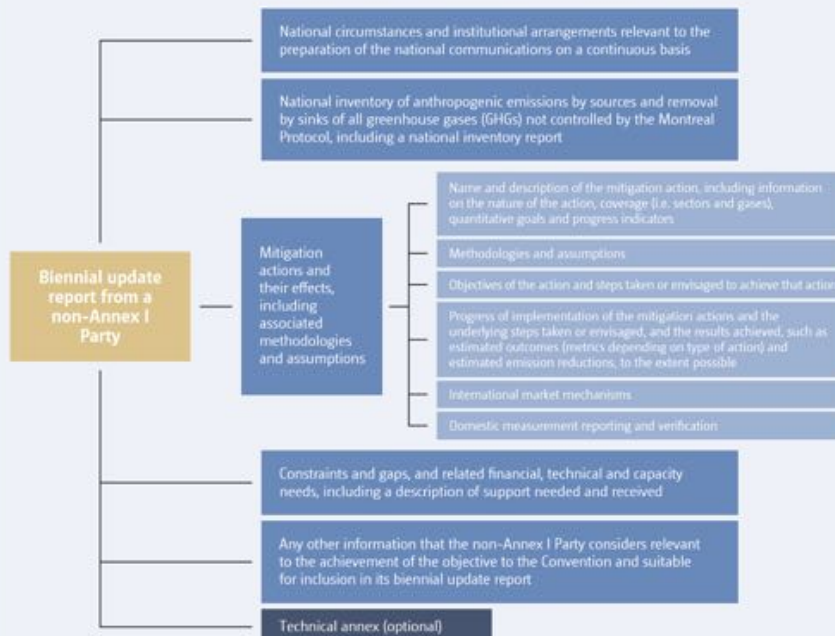 National circumstances and institutional arrangements relevant to the
preparation of the national communications on a continuous basis
National inventory of anthropogenic emissions by sources and removal
by sinks of all greenhouse gases (GHGs) not controlled by the Montreal
Protocol, including a national inventory report
Biennial update
report from a
non-Annex I
Party
Mitigation
actions and
their effects,
including
associated
methodologies
and assumptions
Name and description of the mitigation action, including information
on the nature of the action, coverage (i.e. sectors and gases),
quantitative goals and progress indicators
Methodologies and assumptions
Objectives of the action and steps taken or envisaged to achieve that action
Progress of implementation of the mitigation actions and the
underlying steps taken or envisaged, and the results achieved, such as
estimated outcomes (metrics depending on type of action) and
estimated emission reductions, to the extent possible
International market mechanisms
Domestic measurement reporting and verification
Constraints and gaps, and related financial, technical and capacity
needs, including a description of support needed and received
Any other information that the non-Annex I Party considers relevant
to the achievement of the objective to the Convention and suitable
for inclusion in its biennial update report
Technical annex (optional)